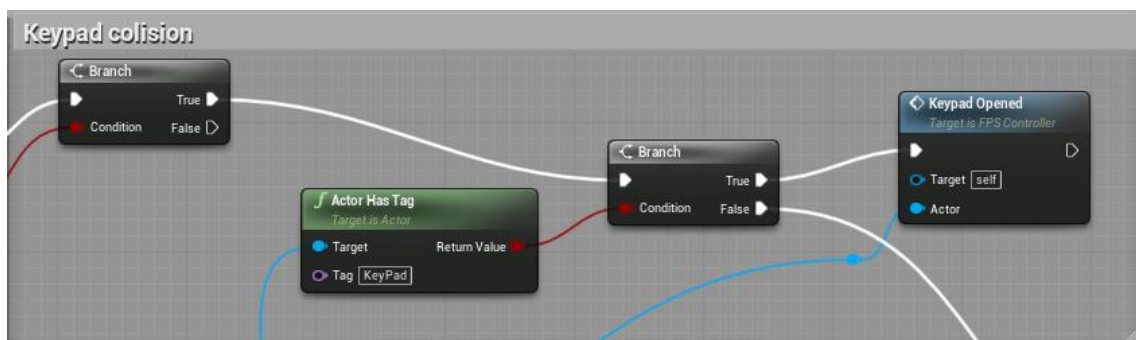 Keypad colision
Branch
True
Condition False
Actor Has Tag
Target is Actor
Target Return Value
Tag KeyPad
Branch
True
Condition False
Keypad Opened
Target is FPS Controller
Target self
Actor